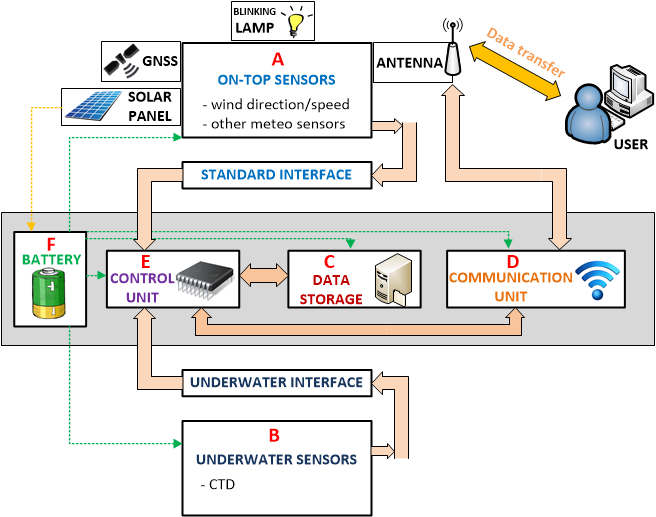 BLINKING
LAMP
GNSS
A
ON-TOP SENSORS
- wind direction/speed
- other meteo sensors
ANTENNA
Data transfer
USER
SOLAR
PANEL
STANDARD INTERFACE
F
BATTERY
E
CONTROL
UNIT
C
DATA
STORAGE
D
COMMUNICATION
UNIT
UNDERWATER INTERFACE
B
UNDERWATER SENSORS
- CTD